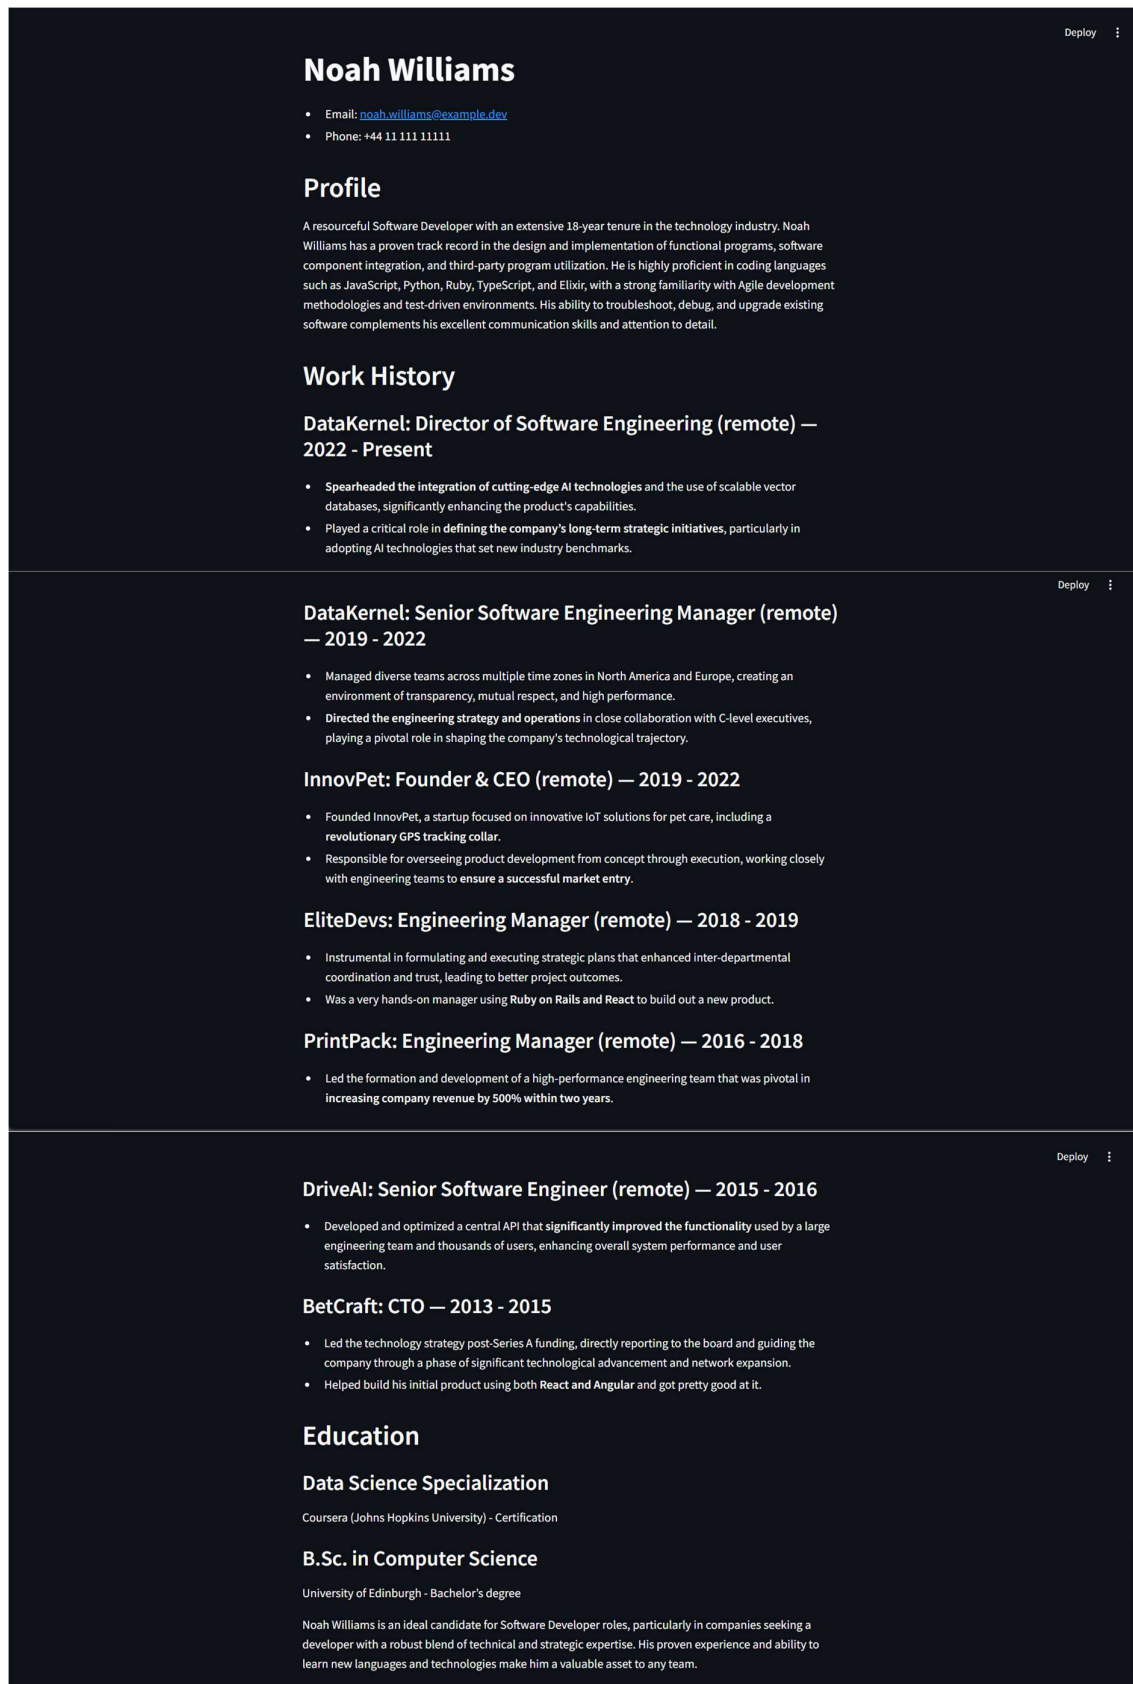 Deploy
Noah Williams
• Email: noah.williams@example.dev
• Phone: +44 11 111 11111
Profile
A resourceful Software Developer with an extensive 18-year tenure in the technology industry. Noah
Williams has a proven track record in the design and implementation of functional programs, software
component integration, and third-party program utilization. He is highly proficient in coding languages
such as JavaScript, Python, Ruby, TypeScript, and Elixir, with a strong familiarity with Agile development
methodologies and test-driven environments. His ability to troubleshoot, debug, and upgrade existing
software complements his excellent communication skills and attention to detail.
Work History
DataKernel: Director of Software Engineering (remote) —
2022 - Present
• Spearheaded the integration of cutting-edge AI technologies and the use of scalable vector
databases, significantly enhancing the product's capabilities.
• Played a critical role in defining the company’s long-term strategic initiatives, particularly in
adopting AI technologies that set new industry benchmarks.
Deploy
DataKernel: Senior Software Engineering Manager (remote)
— 2019 - 2022
• Managed diverse teams across multiple time zones in North America and Europe, creating an
environment of transparency, mutual respect, and high performance.
• Directed the engineering strategy and operations in close collaboration with C-level executives,
playing a pivotal role in shaping the company's technological trajectory.
InnovPet: Founder & CEO (remote) — 2019 - 2022
• Founded InnovPet, a startup focused on innovative IoT solutions for pet care, including a
revolutionary GPS tracking collar.
• Responsible for overseeing product development from concept through execution, working closely
with engineering teams to ensure a successful market entry.
EliteDevs: Engineering Manager (remote) — 2018 - 2019
• Instrumental in formulating and executing strategic plans that enhanced inter-departmental
coordination and trust, leading to better project outcomes.
• Was a very hands-on manager using Ruby on Rails and React to build out a new product.
PrintPack: Engineering Manager (remote) — 2016 - 2018
• Led the formation and development of a high-performance engineering team that was pivotal in
increasing company revenue by 500% within two years.
Deploy
DriveAI: Senior Software Engineer (remote) — 2015 - 2016
• Developed and optimized a central API that significantly improved the functionality used by a large
engineering team and thousands of users, enhancing overall system performance and user
satisfaction.
BetCraft: CTO — 2013 - 2015
• Led the technology strategy post-Series A funding, directly reporting to the board and guiding the
company through a phase of significant technological advancement and network expansion.
• Helped build his initial product using both React and Angular and got pretty good at it.
Education
Data Science Specialization
Coursera (Johns Hopkins University) - Certification
B.Sc. in Computer Science
University of Edinburgh - Bachelor’s degree
Noah Williams is an ideal candidate for Software Developer roles, particularly in companies seeking a
developer with a robust blend of technical and strategic expertise. His proven experience and ability to
learn new languages and technologies make him a valuable asset to any team.